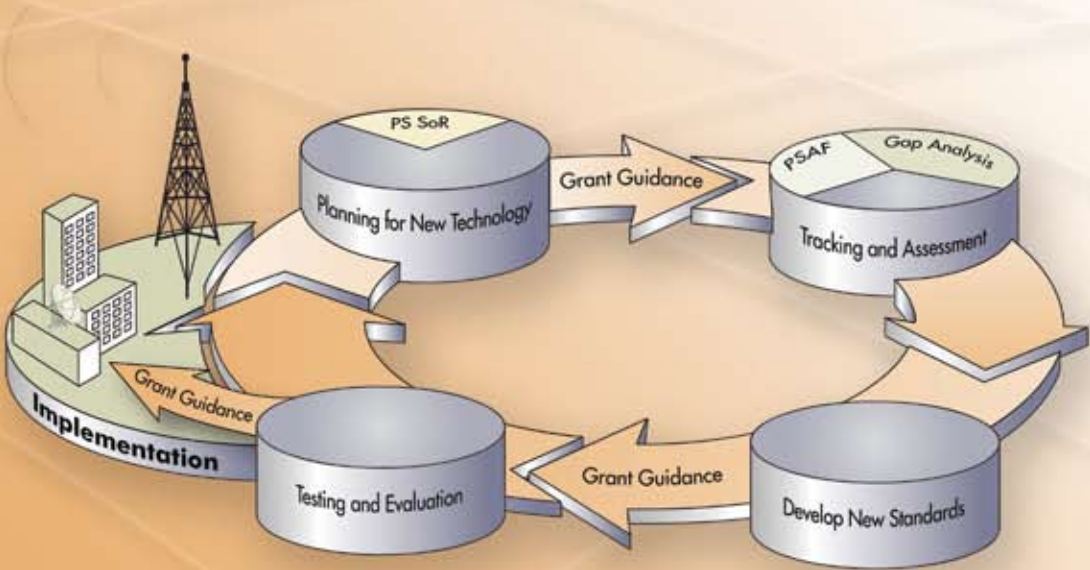 PS SoR
Planning for New Technology
Grant Guidance
PSAF
Gap Analysis
Tracking and Assessment
Grant Guidance
Implementation
Testing and Evaluation
Grant Guidance
Develop New Standards